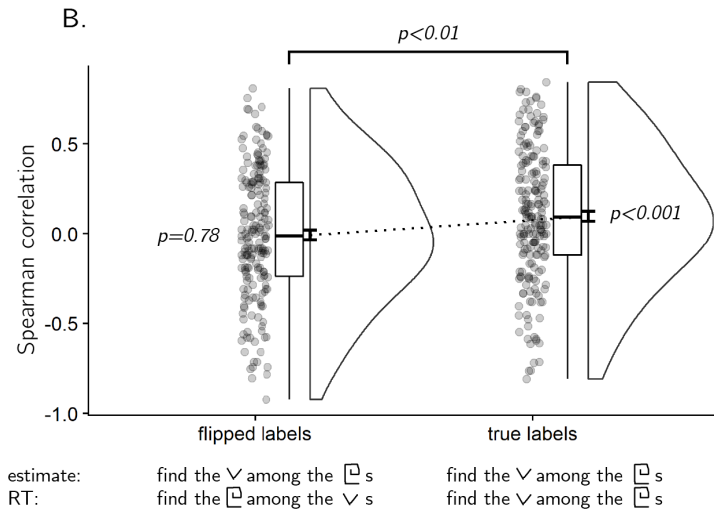 B.
p<0.01
Spearman correlation
0.5
0.0
-0.5
-1.0
p=0.78
p<0.001
flipped labels
true labels
estimate: find the among the s find the among the s
RT: find the among the s find the among the s